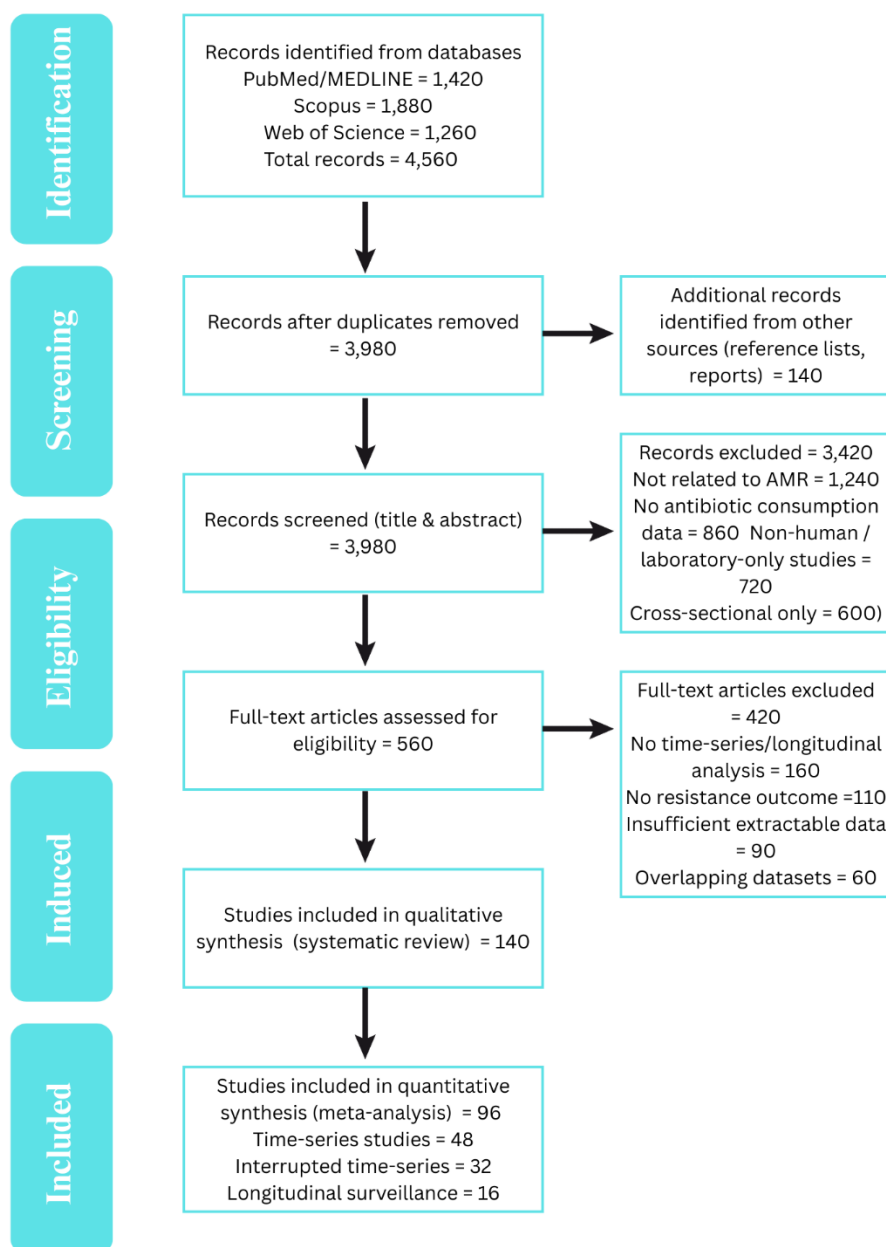 Identification
Records identified from databases
PubMed/MEDLINE = 1,420
Scopus = 1,880
Web of Science = 1,260
Total records = 4,560
Screening
Records after duplicates removed
= 3,980
Additional records
identified from other
sources (reference lists,
reports) = 140
Records screened (title & abstract)
= 3,980
Records excluded = 3,420
Not related to AMR = 1,240
No antibiotic consumption
data = 860 Non-human /
laboratory-only studies =
720
Cross-sectional only = 600)
Eligibility
Full-text articles assessed for
eligibility = 560
Full-text articles excluded
= 420
No time-series/longitudinal
analysis = 160
No resistance outcome =110
Insufficient extractable data
= 90
Overlapping datasets = 60
Induced
Studies included in qualitative
synthesis (systematic review) = 140
Included
Studies included in quantitative
synthesis (meta-analysis) = 96
Time-series studies = 48
Interrupted time-series = 32
Longitudinal surveillance = 16